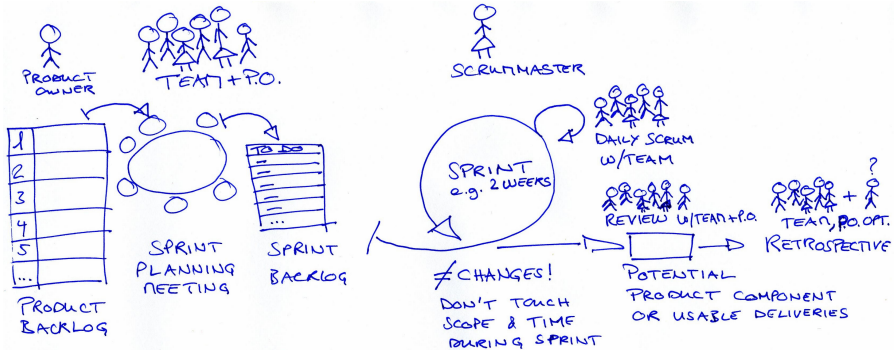 PRODUCT
OWNER
TEAM + P.O.
SCRUMMASTER
1
2
3
4
5
...
PRODUCT
BACKLOG
SPRINT
PLANNING
MEETING
TO DO
...
SPRINT
BACKLOG
SPRINT
e.g. 2 WEEKS
DAILY SCRUM
W/TEAM
REVIEW W/TEAM+P.O.
+
?
TEAM, P.O. OPT.
RETROSPECTIVE
≠ CHANGES!
DON'T TOUCH
SCOPE & TIME
DURING SPRINT
POTENTIAL
PRODUCT COMPONENT
OR USABLE DELIVERIES